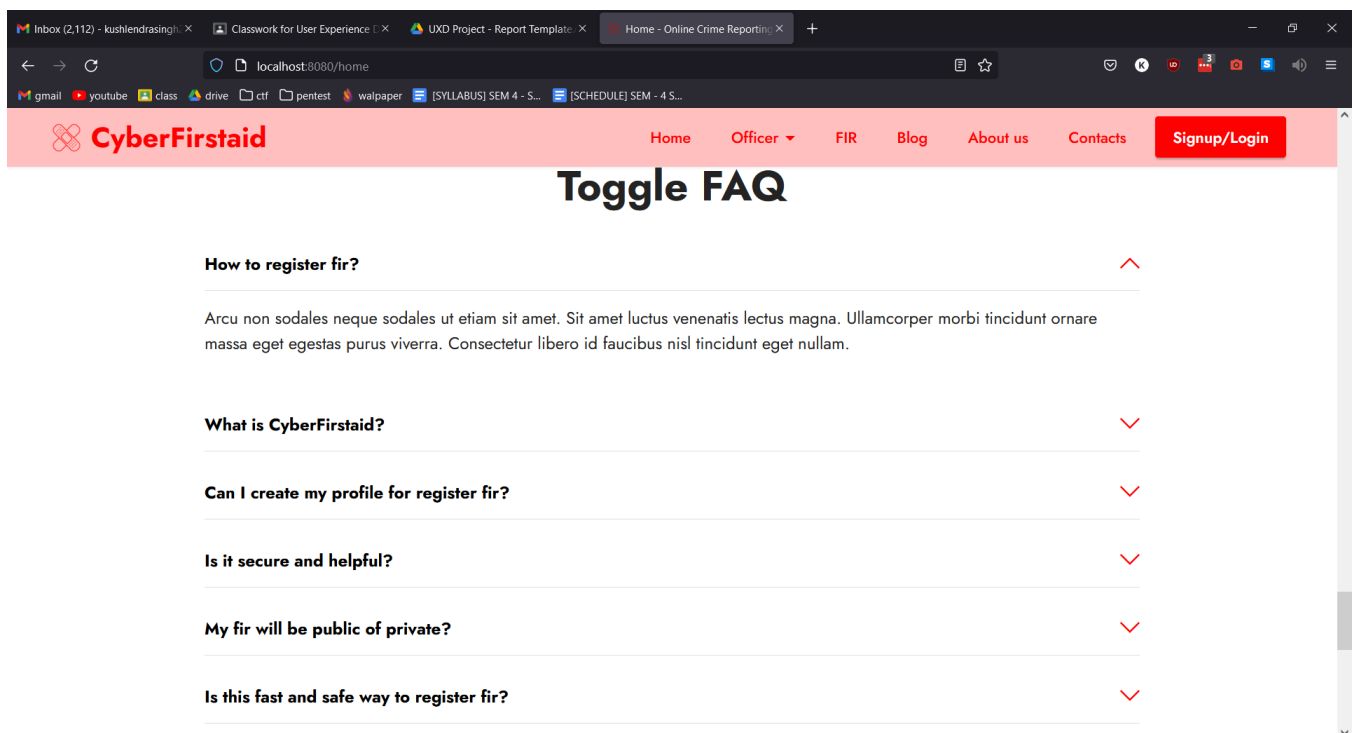 Inbox (2,112) - kushlendrasingh.
Classwork for User Experience D
UXD Project - Report Template.
Home - Online Crime Reporting
localhost:8080/home
K
UD
3
S
gmail
youtube
class
drive
ctf
pentest
walpaper
[SYLLABUS] SEM 4 - S...
[SCHEDULE] SEM - 4 S...
CyberFirstaid
Home
Officer
FIR
Blog
About us
Contacts
Signup/Login
Toggle FAQ
How to register fir?
Arcu non sodales neque sodales ut etiam sit amet. Sit amet luctus venenatis lectus magna. Ullamcorper morbi tincidunt ornare
massa eget egestas purus viverra. Consectetur libero id faucibus nisl tincidunt eget nullam.
What is CyberFirstaid?
Can I create my profile for register fir?
Is it secure and helpful?
My fir will be public of private?
Is this fast and safe way to register fir?